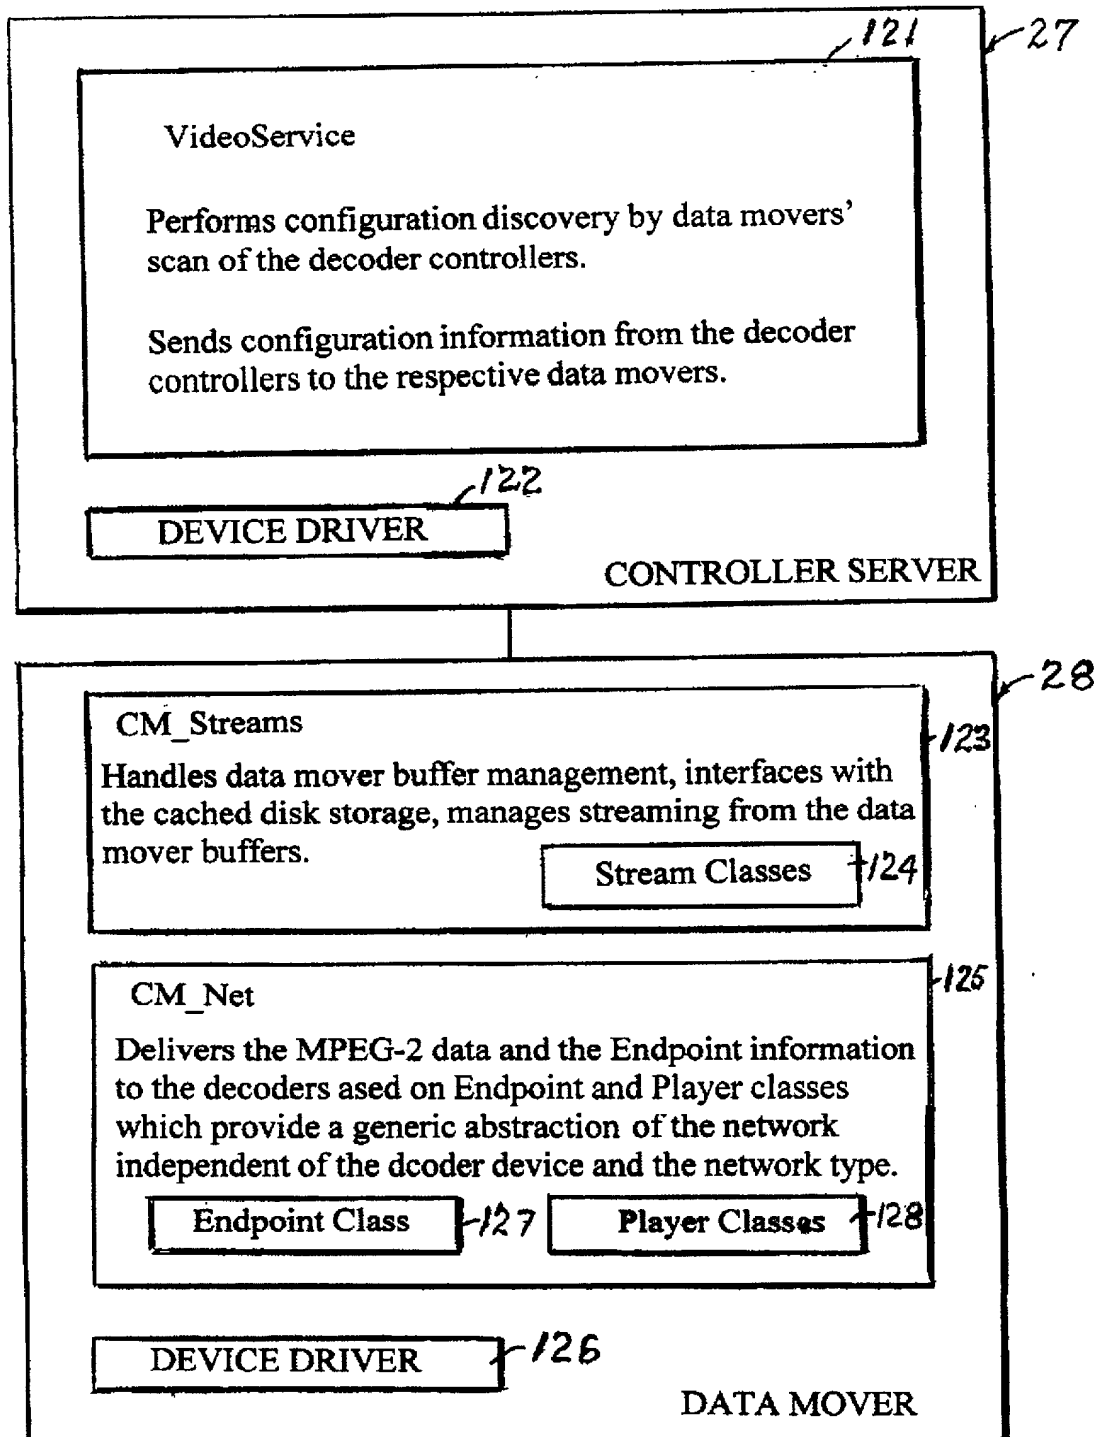 121
27
VideoService
Performs configuration discovery by data movers'
scan of the decoder controllers.
Sends configuration information from the decoder
controllers to the respective data movers.
122
DEVICE DRIVER
CONTROLLER SERVER
28
CM_Streams
123
Handles data mover buffer management, interfaces with
the cached disk storage, manages streaming from the data
mover buffers.
Stream Classes
124
CM_Net
125
Delivers the MPEG-2 data and the Endpoint information
to the decoders ased on Endpoint and Player classes
which provide a generic abstraction of the network
independent of the dcoder device and the network type.
Endpoint Class
127
Player Classes
128
DEVICE DRIVER
126
DATA MOVER